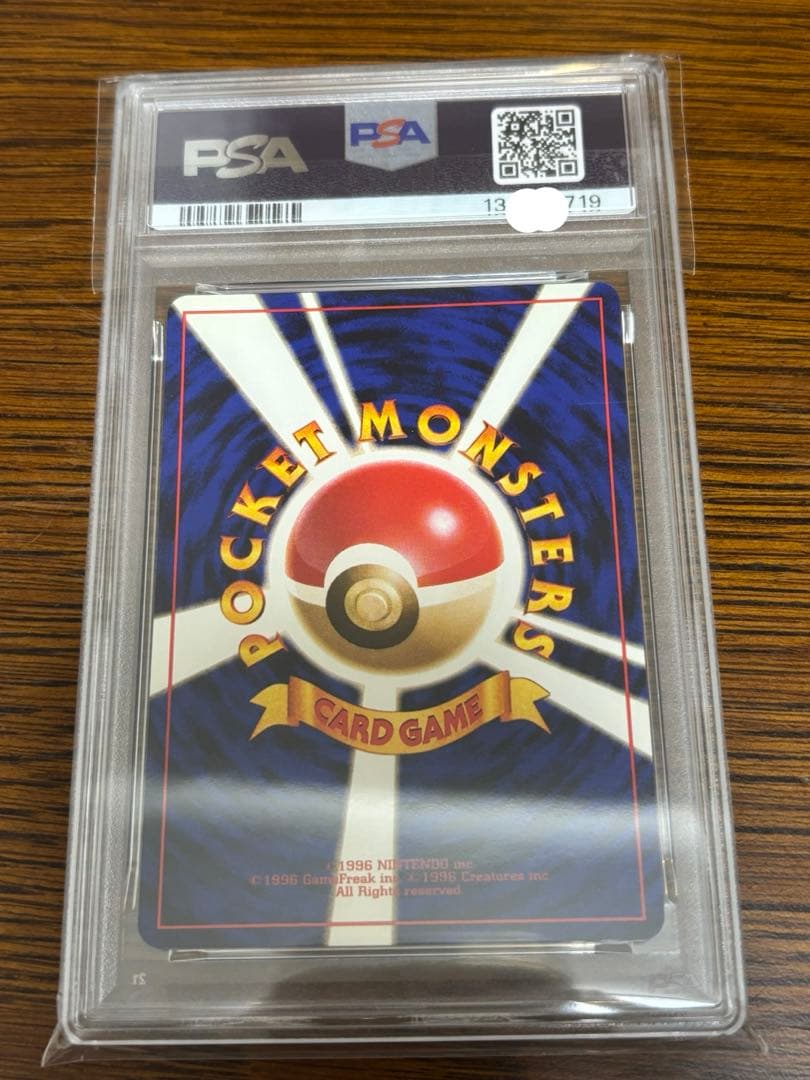 PSA
PSA
13 719
POCKET MONSTERS
CARD GAME
©1996 NINTENDO inc.
©1996 GameFreak inc. ©1996 Creatures inc
All Rights reserved